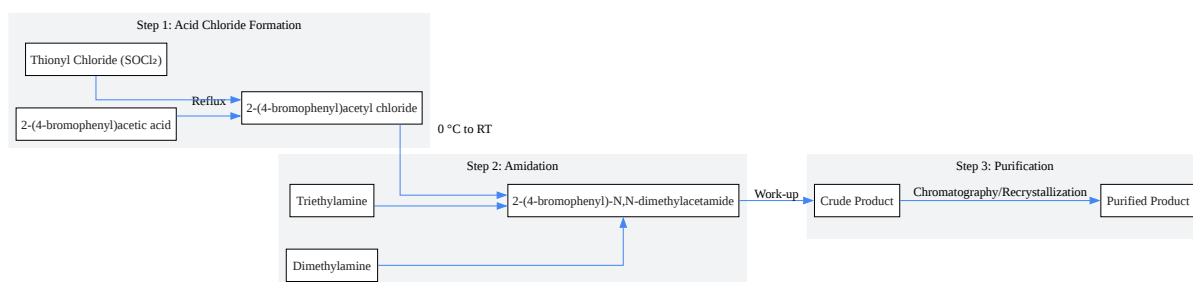 Step 1: Acid Chloride Formation
Thionyl Chloride (SOCl₂)
Reflux
2-(4-bromophenyl)acetyl chloride
2-(4-bromophenyl)acetic acid
0 °C to RT
Step 2: Amidation
Triethylamine
2-(4-bromophenyl)-N,N-dimethylacetamide
Dimethylamine
Work-up
Step 3: Purification
Crude Product
Chromatography/Recrystallization
Purified Product